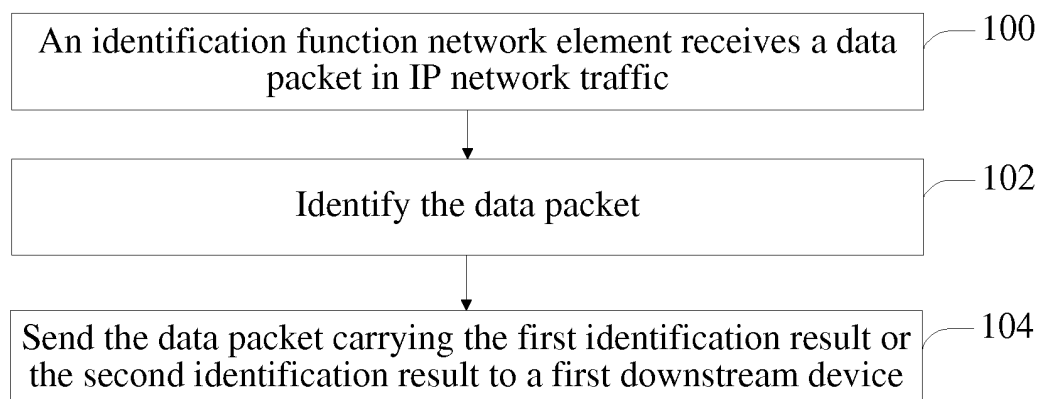 An identification function network element receives a data
packet in IP network traffic
100
Identify the data packet
102
Send the data packet carrying the first identification result or
the second identification result to a first downstream device
104